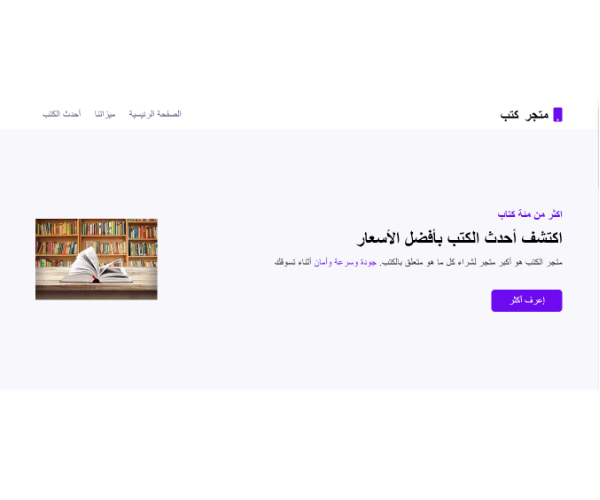 متجر كتب
الصفحة الرئيسية ميزاتنا أحدث الكتب
اكثر من مئة كتاب
اكتشف أحدث الكتب بأفضل الأسعار
متجر الكتب هو أكبر متجر لشراء كل ما هو متعلق بالكتب. جودة وسرعة وأمان أثناء تسوقك
إعرف أكثر